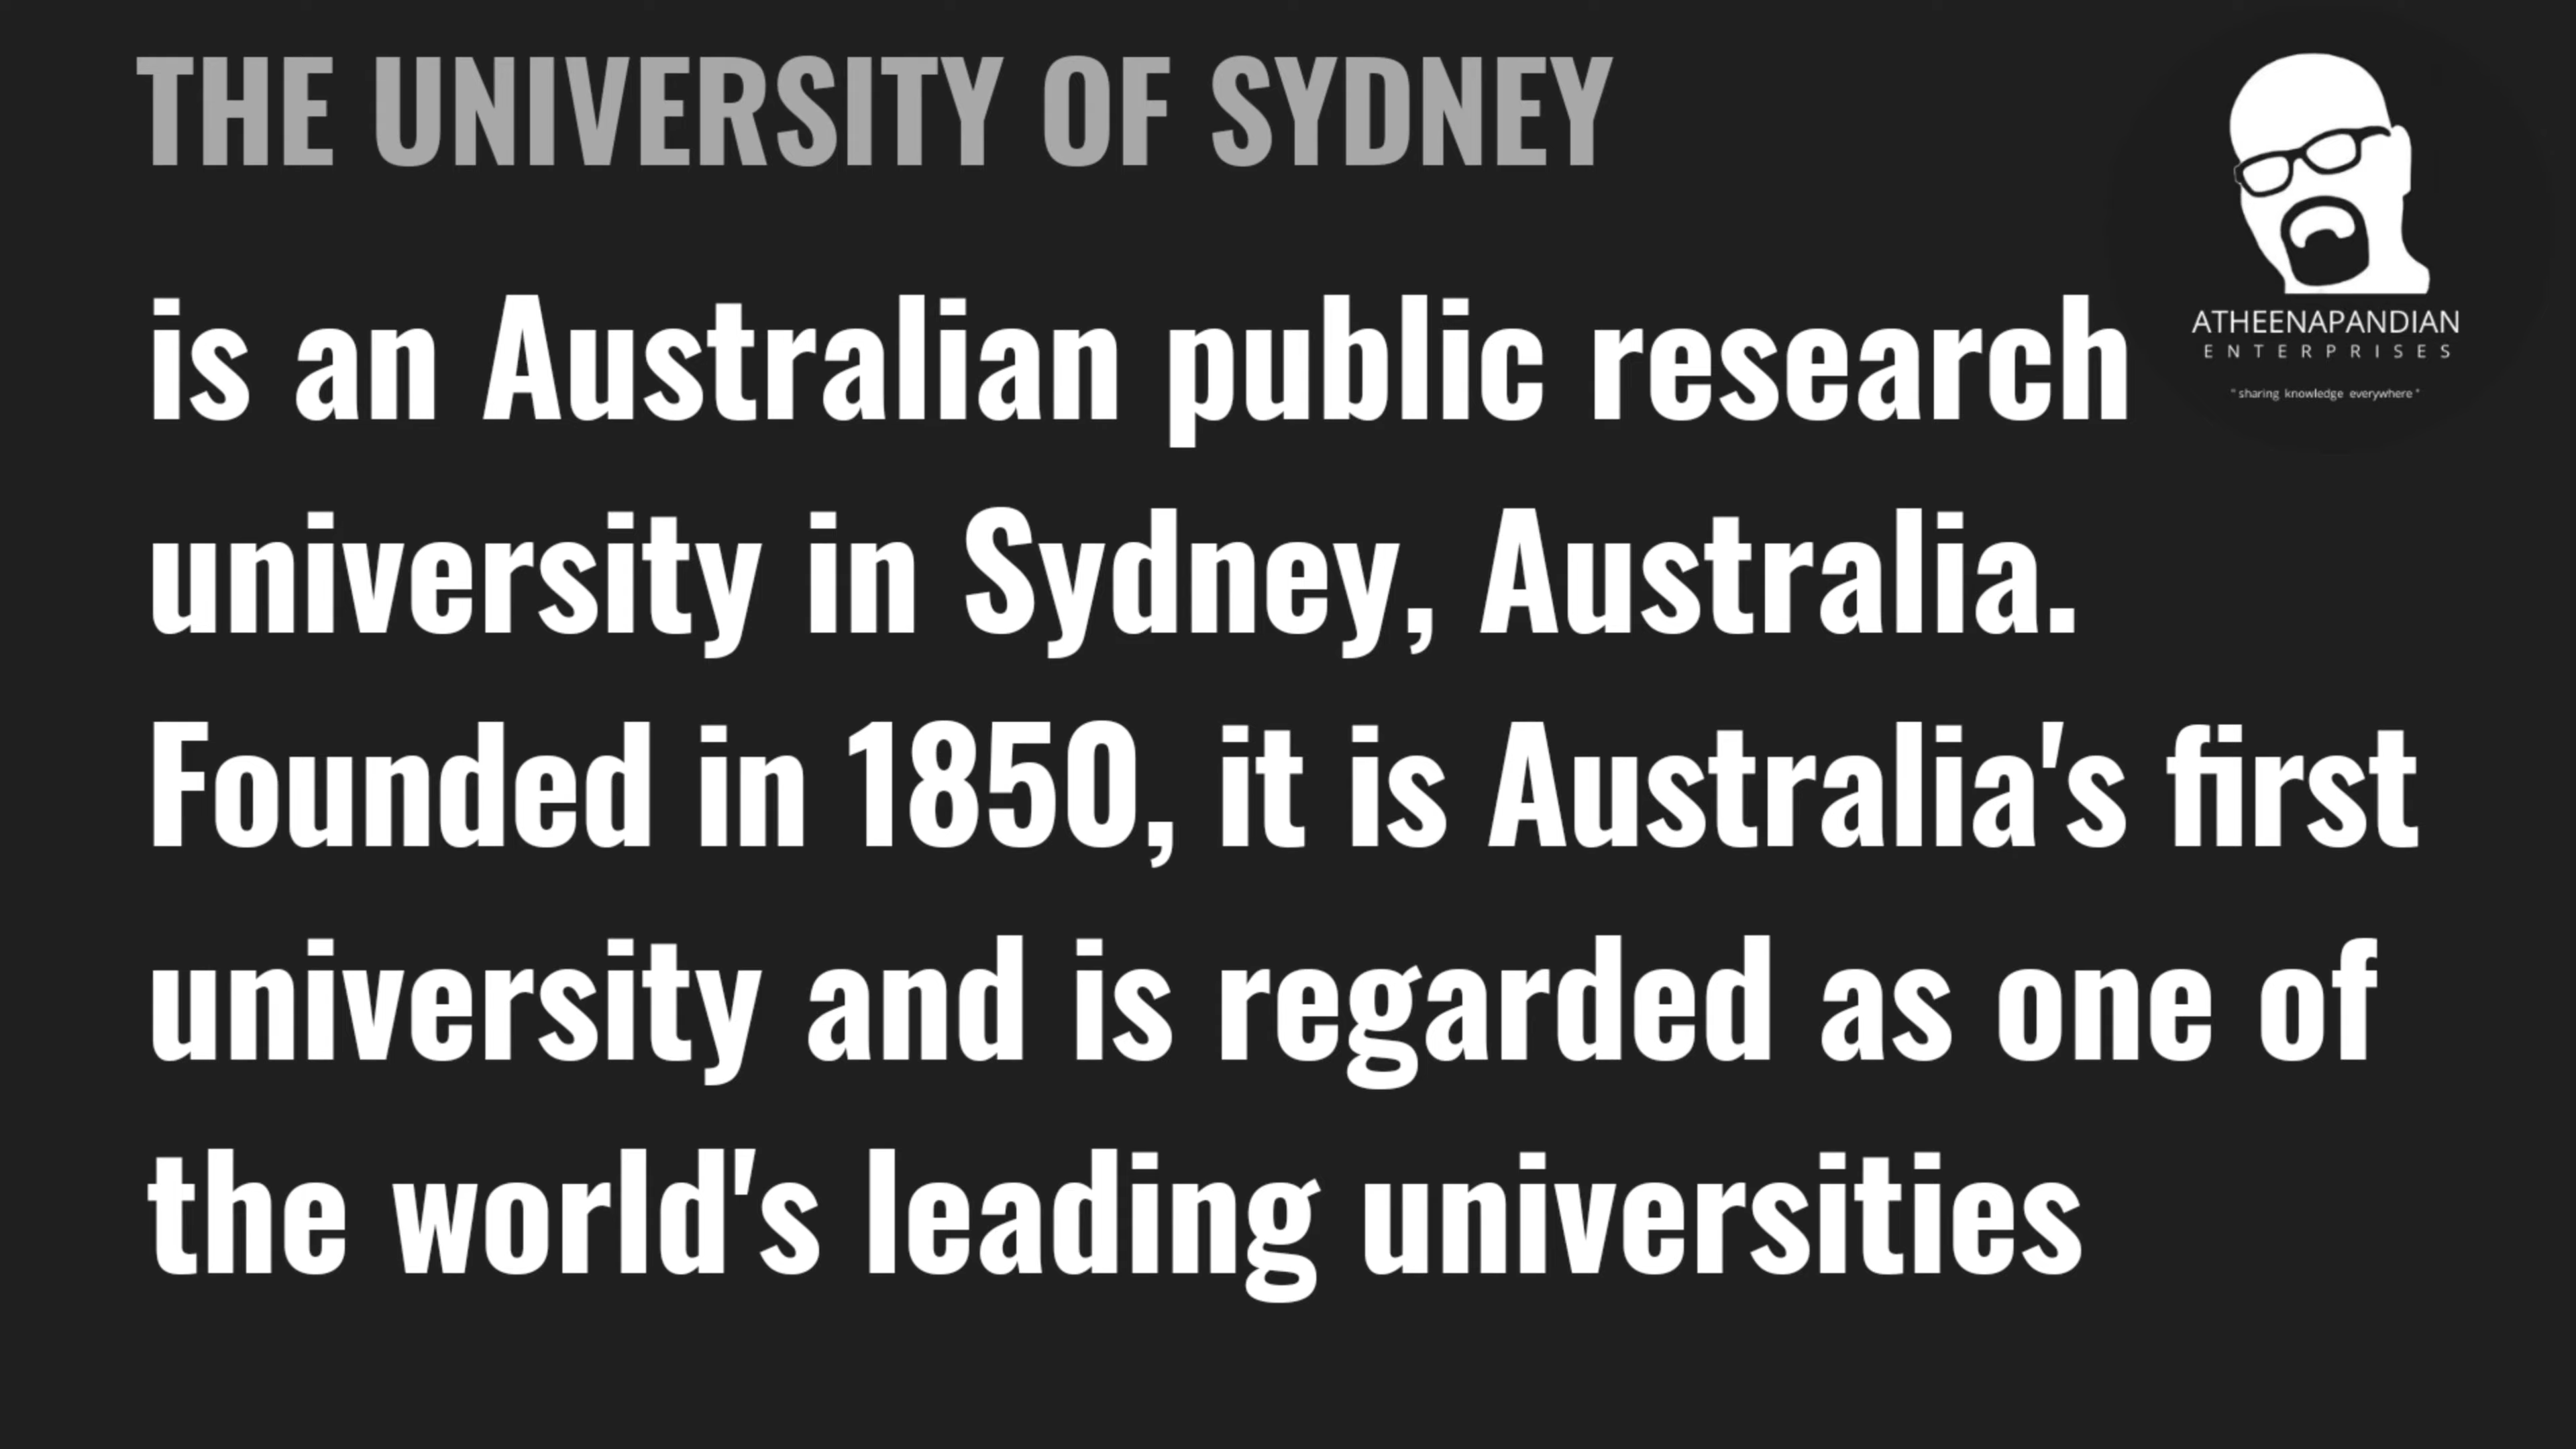 THE UNIVERSITY OF SYDNEY
is an Australian public research
university in Sydney, Australia.
Founded in 1850, it is Australia's first
university and is regarded as one of
the world's leading universities
ATHEENAPANDIAN
ENTERPRISES
" sharing knowledge everywhere "